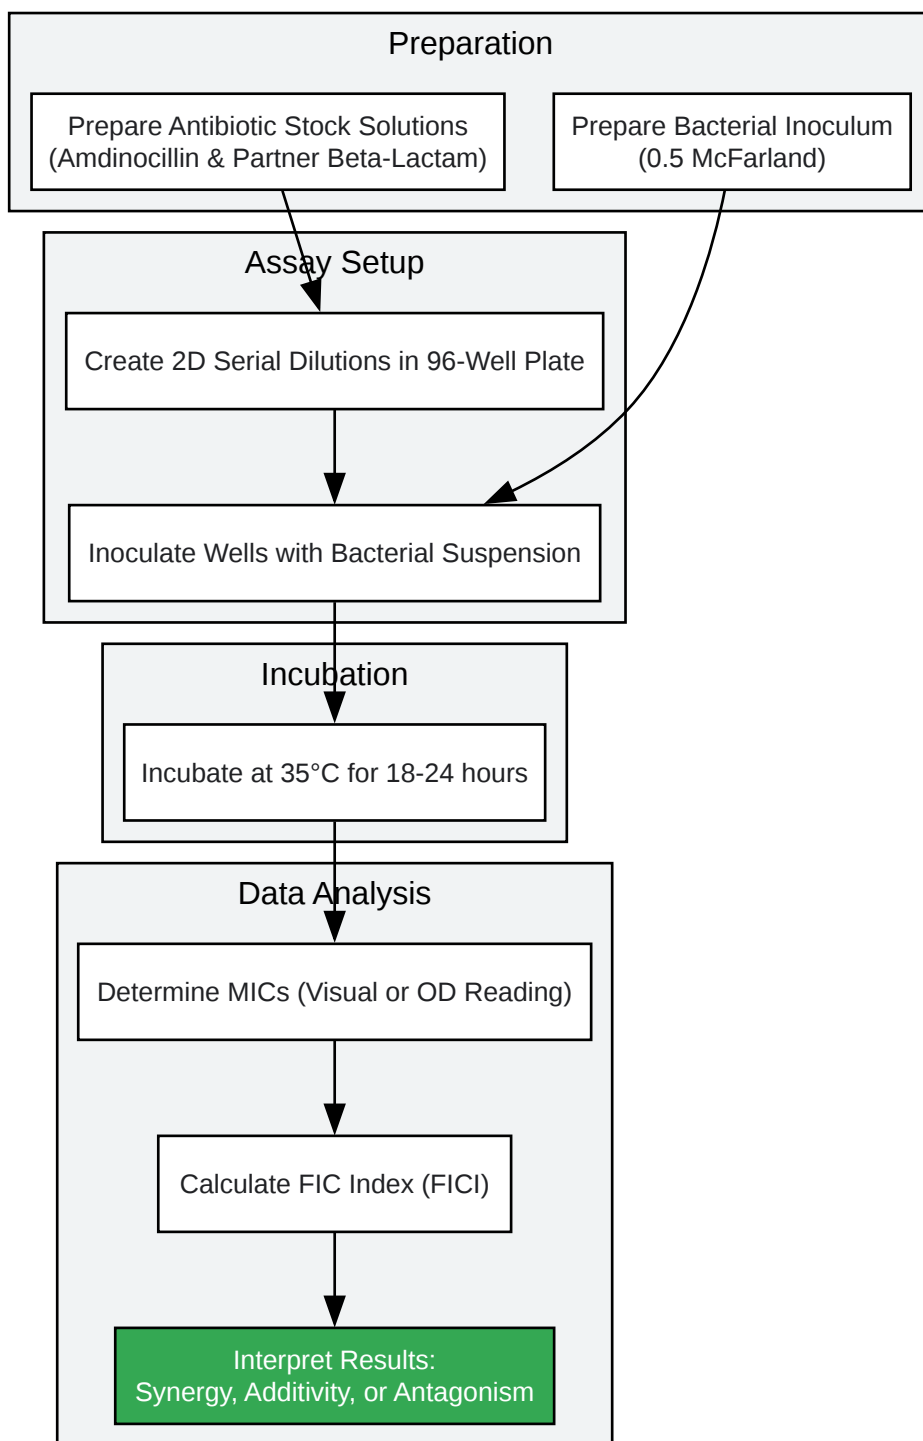 Preparation
Prepare Antibiotic Stock Solutions
(Amdinocillin & Partner Beta-Lactam)
Prepare Bacterial Inoculum
(0.5 McFarland)
Assay Setup
Create 2D Serial Dilutions in 96-Well Plate
Inoculate Wells with Bacterial Suspension
Incubation
Incubate at 35°C for 18-24 hours
Data Analysis
Determine MICs (Visual or OD Reading)
Calculate FIC Index (FICI)
Interpret Results:
Synergy, Additivity, or Antagonism